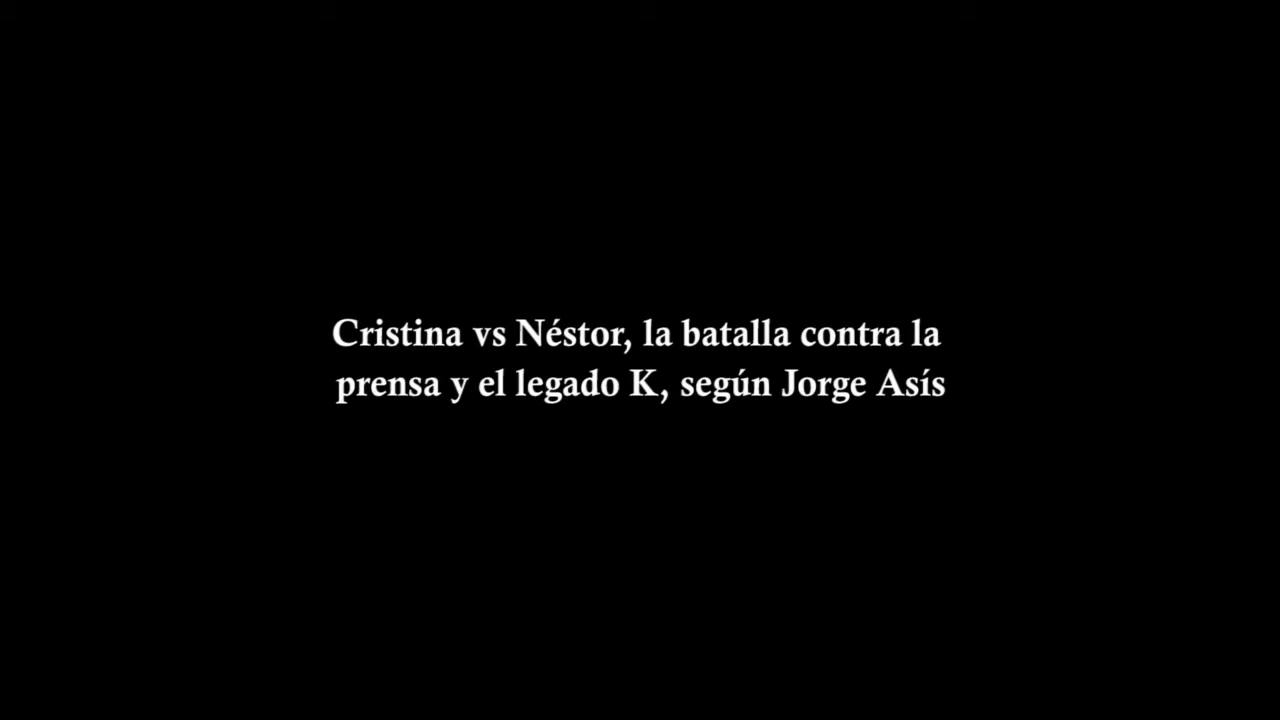 Cristina vs Néstor, la batalla contra la
prensa y el legado K, según Jorge Asís